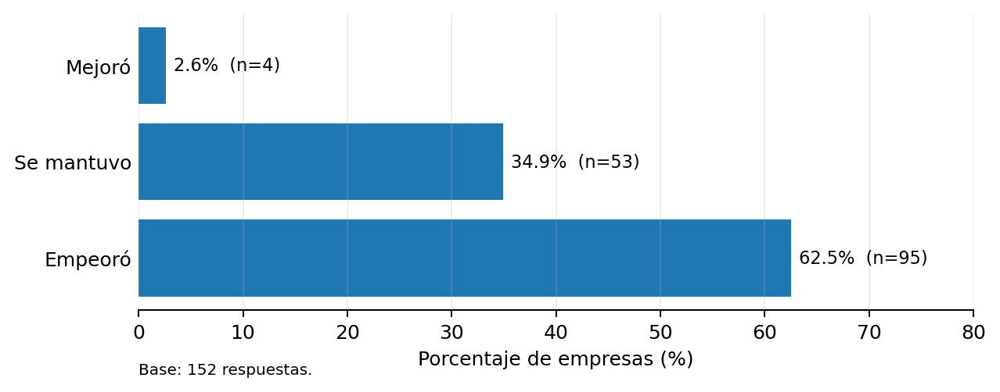 Mejoró
2.6%  (n=4)
Se mantuvo
34.9%  (n=53)
Empeoró
62.5%  (n=95)
0 10 20 30 40 50 60 70 80
Porcentaje de empresas (%)
Base: 152 respuestas.